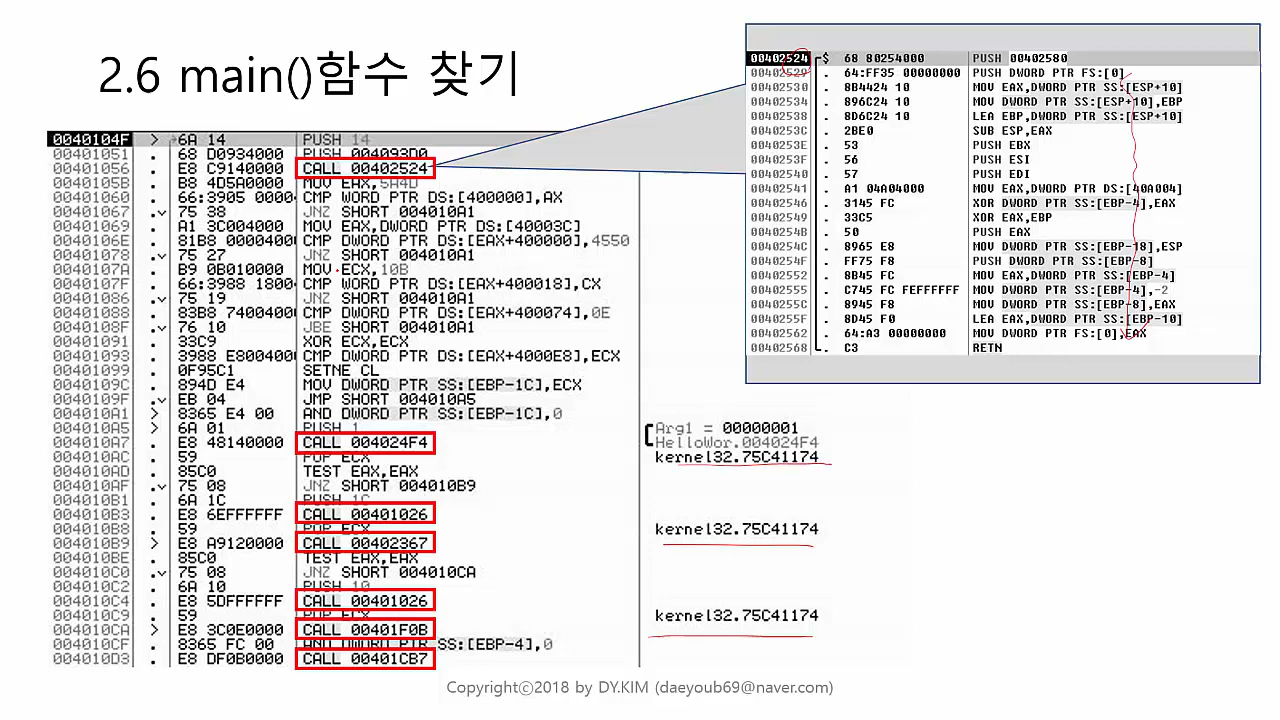 2.6 main()함수 찾기
0040104F > 6A 14 PUSH 14
00401051 . 68 D0934000 PUSH 004093D0
00401056 . E8 C9140000 CALL 00402524
0040105B . B8 4D5A0000 MOV EAX,5A4D
00401060 . 66:3905 0000 CMP WORD PTR DS:[400000],AX
00401067 . 75 38 JNZ SHORT 004010A1
00401069 . A1 3C004000 MOV EAX,DWORD PTR DS:[40003C]
0040106E . 81B8 0000400 CMP DWORD PTR DS:[EAX+400000],4550
00401078 . 75 27 JNZ SHORT 004010A1
0040107A . B9 0B010000 MOV ECX,10B
0040107F . 66:3988 1800 CMP WORD PTR DS:[EAX+400018],CX
00401086 . 75 19 JNZ SHORT 004010A1
00401088 . 83B8 7400400 CMP DWORD PTR DS:[EAX+400074],0E
0040108F . 76 10 JBE SHORT 004010A1
00401091 . 33C9 XOR ECX,ECX
00401093 . 3988 E800400 CMP DWORD PTR DS:[EAX+4000E8],ECX
00401099 . 0F95C1 SETNE CL
0040109C . 894D E4 MOV DWORD PTR SS:[EBP-1C],ECX
0040109F . EB 04 JMP SHORT 004010A5
004010A1 > 8365 E4 00 AND DWORD PTR SS:[EBP-1C],0
004010A5 > 6A 01 PUSH 1 Arg1 = 00000001
004010A7 . E8 48140000 CALL 004024F4 HelloWor.004024F4
004010AC . 59 POP ECX kernel32.75C41174
004010AD . 85C0 TEST EAX,EAX
004010AF . 75 08 JNZ SHORT 004010B9
004010B1 . 6A 1C PUSH 1C
004010B3 . E8 6EFFFFFF CALL 00401026
004010B8 . 59 POP ECX kernel32.75C41174
004010B9 > E8 A9120000 CALL 00402367
004010BE . 85C0 TEST EAX,EAX
004010C0 . 75 08 JNZ SHORT 004010CA
004010C2 . 6A 10 PUSH 10
004010C4 . E8 5DFFFFFF CALL 00401026
004010C9 . 59 POP ECX kernel32.75C41174
004010CA > E8 3C0E0000 CALL 00401F0B
004010CF . 8365 FC 00 AND DWORD PTR SS:[EBP-4],0
004010D3 . E8 DF0B0000 CALL 00401CB7
00402524 $ 68 80254000 PUSH 00402580
00402529 . 64:FF35 00000000 PUSH DWORD PTR FS:[0]
00402530 . 8B4424 10 MOV EAX,DWORD PTR SS:[ESP+10]
00402534 . 896C24 10 MOV DWORD PTR SS:[ESP+10],EBP
00402538 . 8D6C24 10 LEA EBP,DWORD PTR SS:[ESP+10]
0040253C . 2BE0 SUB ESP,EAX
0040253E . 53 PUSH EBX
0040253F . 56 PUSH ESI
00402540 . 57 PUSH EDI
00402541 . A1 04A04000 MOV EAX,DWORD PTR DS:[40A004]
00402546 . 3145 FC XOR DWORD PTR SS:[EBP-4],EAX
00402549 . 33C5 XOR EAX,EBP
0040254B . 50 PUSH EAX
0040254C . 8965 E8 MOV DWORD PTR SS:[EBP-18],ESP
0040254F . FF75 F8 PUSH DWORD PTR SS:[EBP-8]
00402552 . 8B45 FC MOV EAX,DWORD PTR SS:[EBP-4]
00402555 . C745 FC FEFFFFFF MOV DWORD PTR SS:[EBP-4],-2
0040255C . 8945 F8 MOV DWORD PTR SS:[EBP-8],EAX
0040255F . 8D45 F0 LEA EAX,DWORD PTR SS:[EBP-10]
00402562 . 64:A3 00000000 MOV DWORD PTR FS:[0],EAX
00402568 . C3 RETN
Copyrightⓒ2018 by DY.KIM (daeyoub69@naver.com)